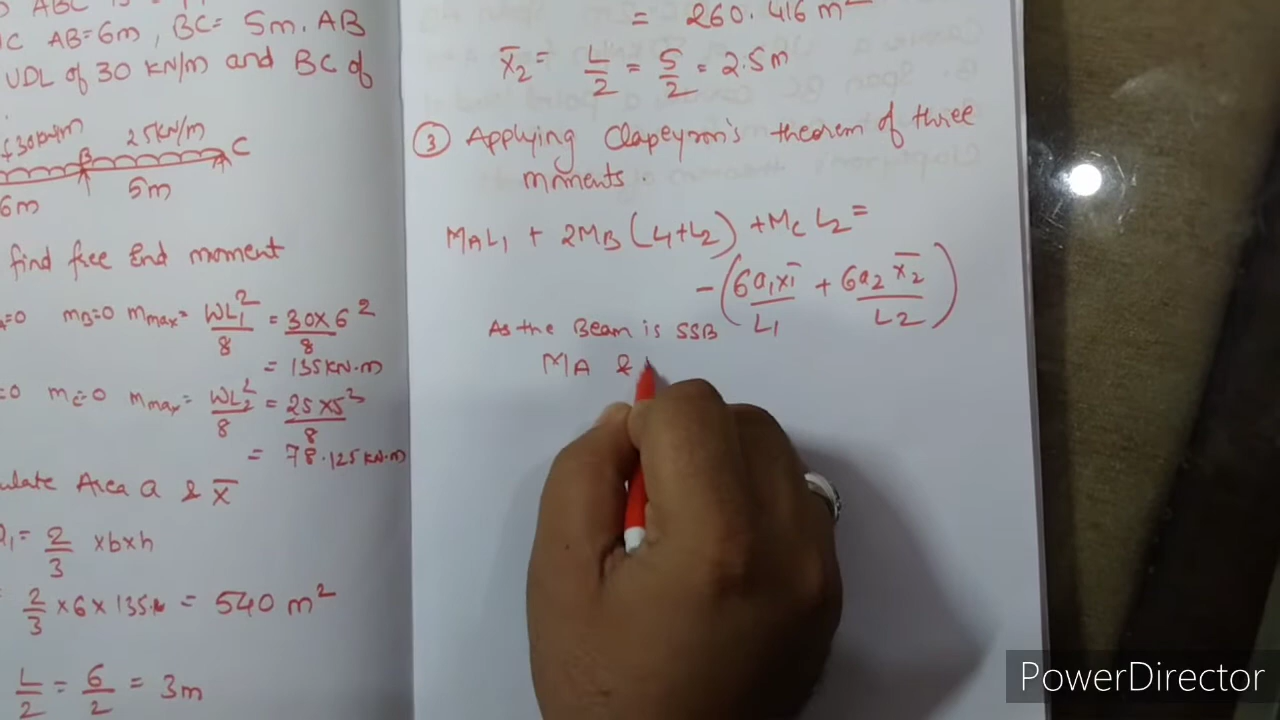 ABC is
AB=6m, BC= 5m. AB
UDL of 30 KN/m and BC of
30KN/m 25KN/m
B C
6m 5m
find free End moment
=0 mB=0 mmax= WL1²/8 = 30×6²/8
= 135KN.m
=0 mC=0 mmax= WL2²/8 = 25×5²/8
= 78.125KN.m
ulate Area a & x̄
= 2/3 ×b×h
2/3 ×6×135 = 540 m²
L/2 = 6/2 = 3m
= 260.416 m²
x̄2= L/2 = 5/2 = 2.5m
③ Applying Clapeyron's theorem of three
moments.
MAL1 + 2MB (L1+L2) +MC L2 =
-(6a1x̄1/L1 + 6a2 x̄2/L2)
As the Beam is SSB
MA &
PowerDirector